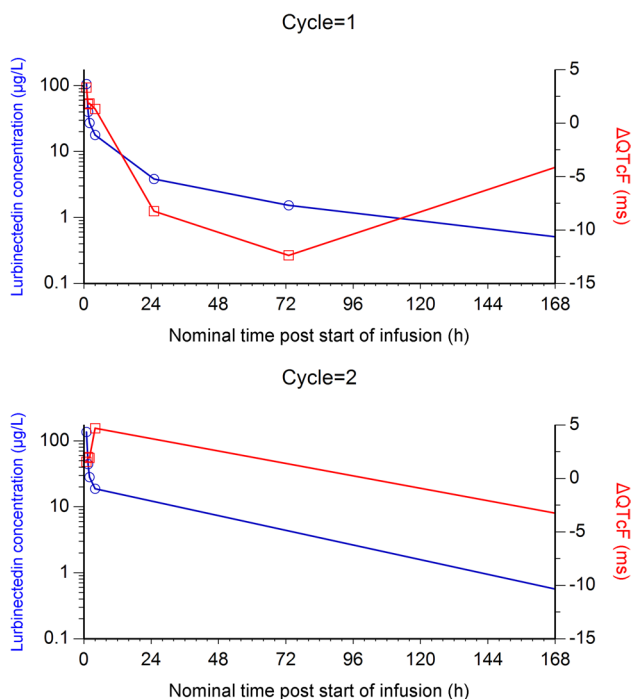 Cycle=1
Lurbinectedin concentration (µg/L)
100
10
1
0.1
5
0
-5
-10
-15
ΔQTcF (ms)
0 24 48 72 96 120 144 168
Nominal time post start of infusion (h)
Cycle=2
Lurbinectedin concentration (µg/L)
100
10
1
0.1
5
0
-5
-10
-15
ΔQTcF (ms)
0 24 48 72 96 120 144 168
Nominal time post start of infusion (h)